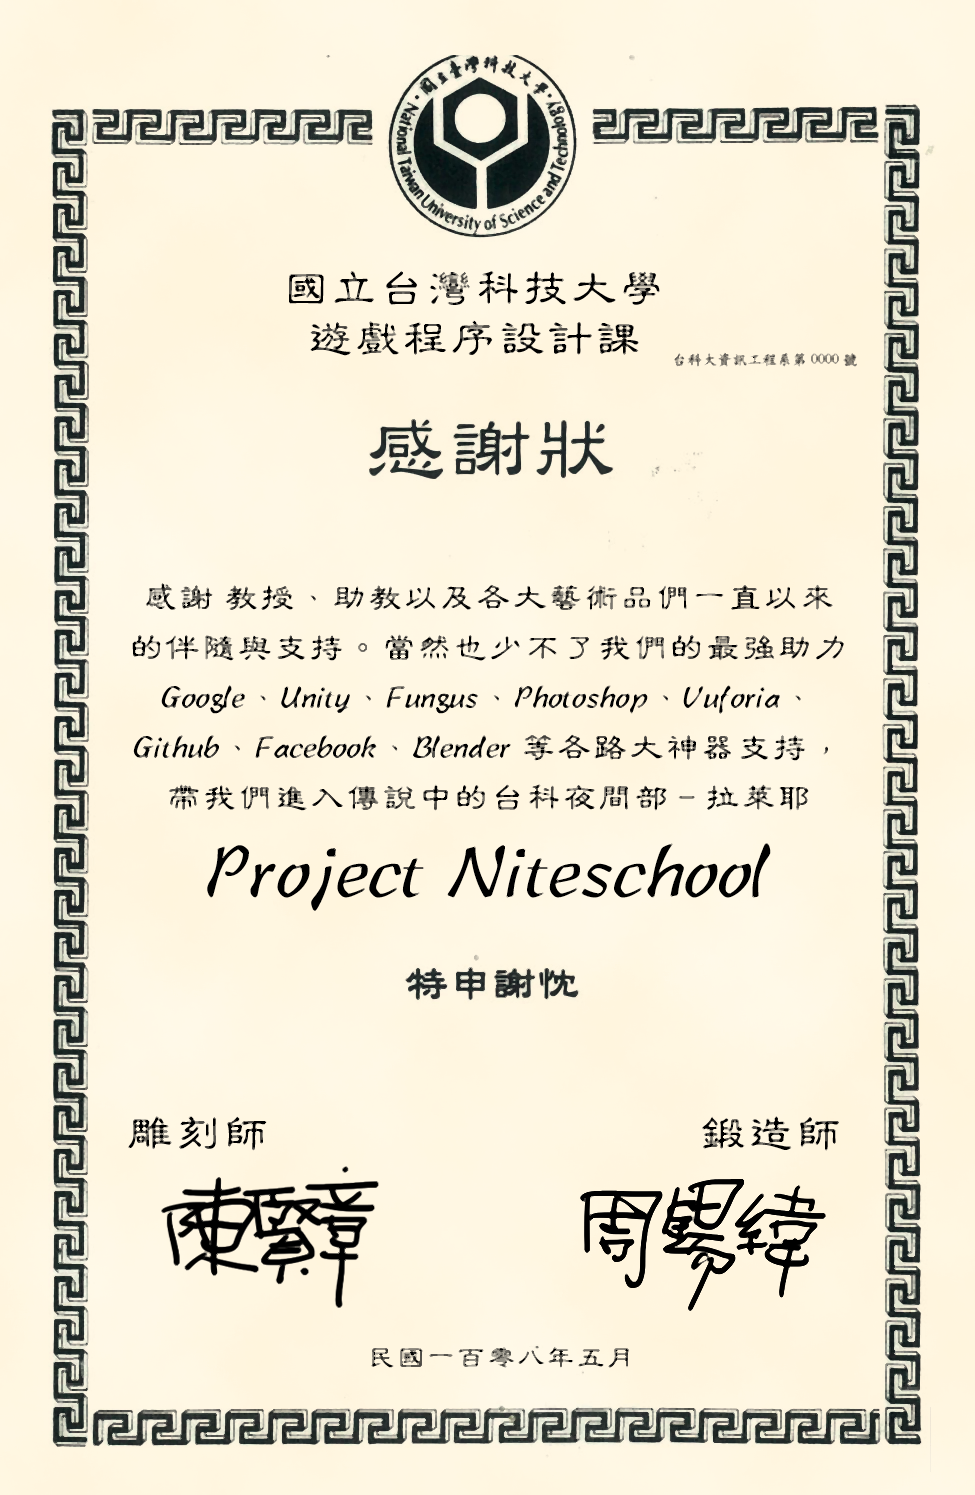 國立臺灣科技大學
National Taiwan University of Science and Technology
國立台灣科技大學
遊戲程序設計課
台科大資訊工程系第0000號
感謝狀
感謝 教授、助教以及各大藝術品們一直以來
的伴隨與支持。當然也少不了我們的最強助力
Google、Unity、Fungus、Photoshop、Vuforia、
Github、Facebook、Blender 等各路大神器支持，
帶我們進入傳說中的台科夜間部－拉萊耶
Project Niteschool
特申謝忱
雕刻師
鍛造師
陳賢章
周暘緯
民國一百零八年五月